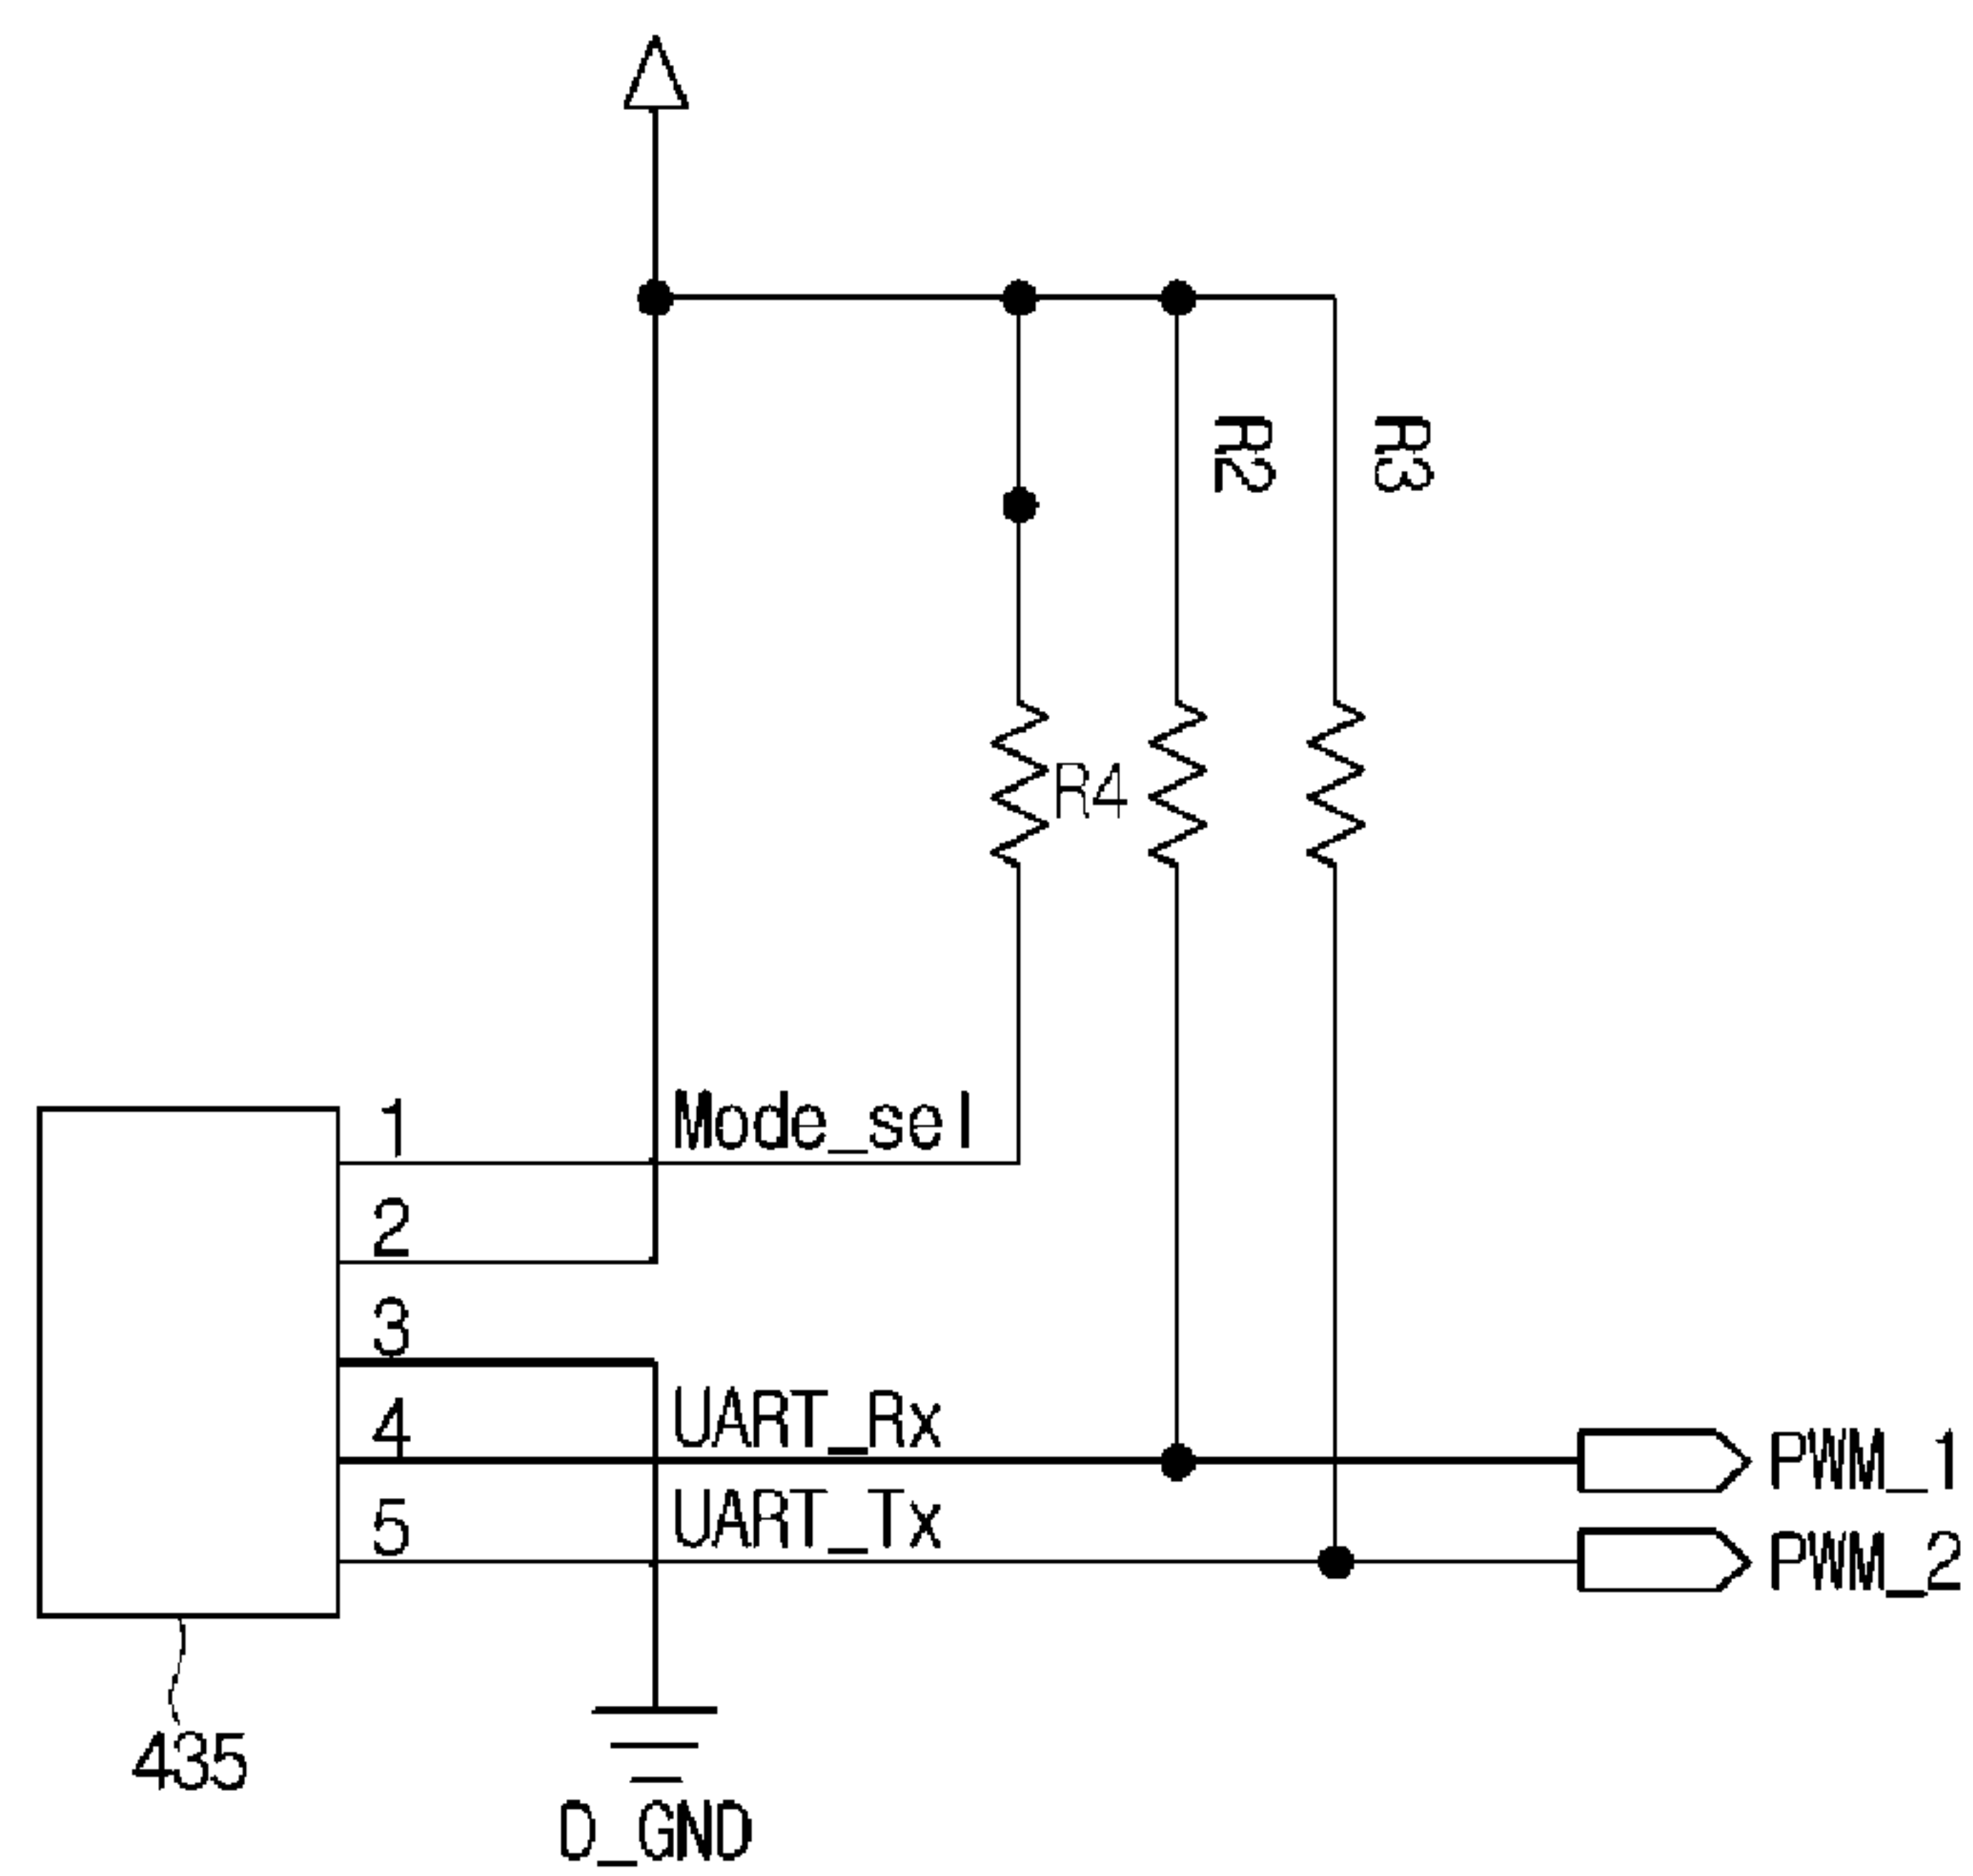 R2
R3
R4
1
Mode_sel
2
3
4
UART_Rx
PWM_1
5
UART_Tx
PWM_2
435
D_GND